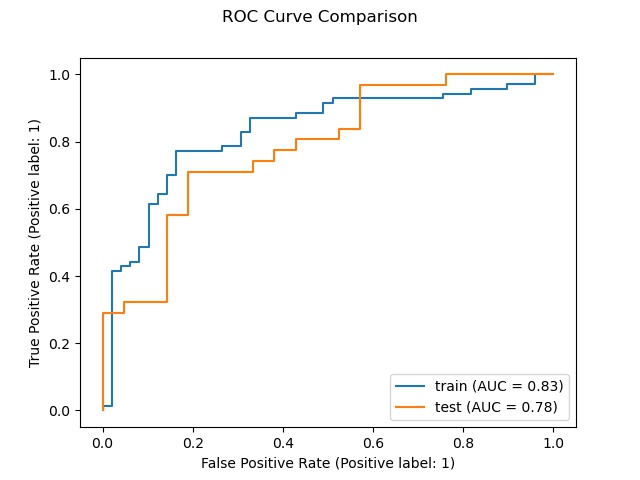 ROC Curve Comparison
True Positive Rate (Positive label: 1)
1.0
0.8
0.6
0.4
0.2
0.0
train (AUC = 0.83)
test (AUC = 0.78)
0.0 0.2 0.4 0.6 0.8 1.0
False Positive Rate (Positive label: 1)